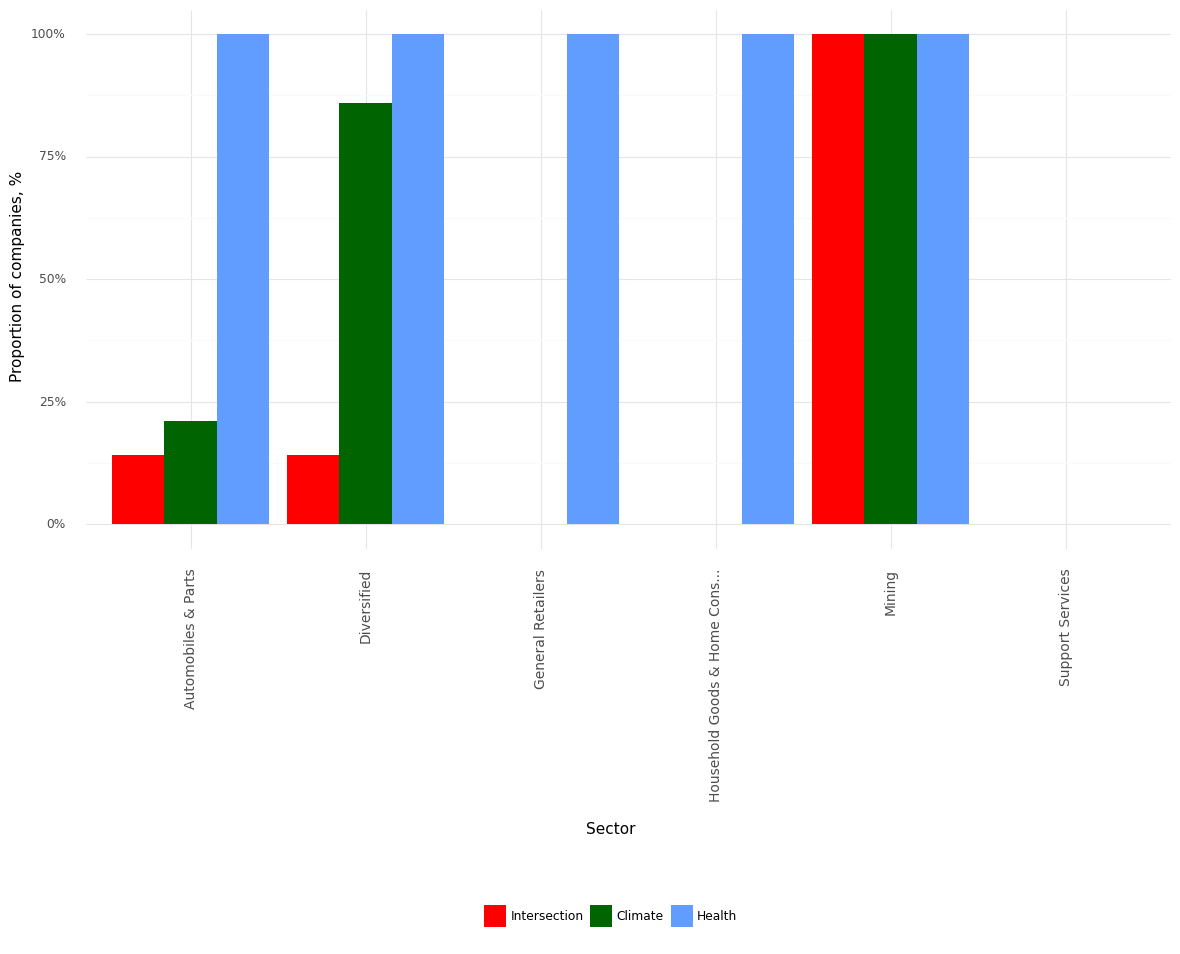 Proportion of companies, %
100%
75%
50%
25%
0%
Automobiles & Parts
Diversified
General Retailers
Household Goods & Home Cons...
Mining
Support Services
Sector
Intersection
Climate
Health